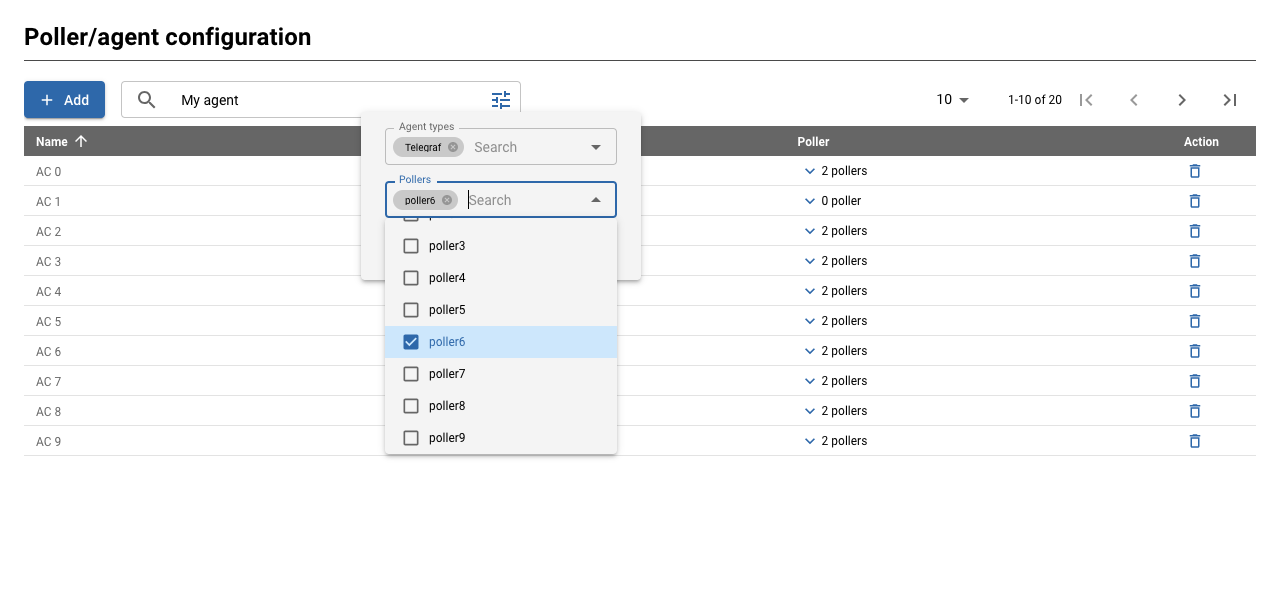 Poller/agent configuration
Add
My agent
10
1-10 of 20
Agent types
Telegraf
Search
Pollers
poller6
Search
poller3
poller4
poller5
poller6
poller7
poller8
poller9
Name
Poller
Action
AC 0
2 pollers
AC 1
0 poller
AC 2
2 pollers
AC 3
2 pollers
AC 4
2 pollers
AC 5
2 pollers
AC 6
2 pollers
AC 7
2 pollers
AC 8
2 pollers
AC 9
2 pollers